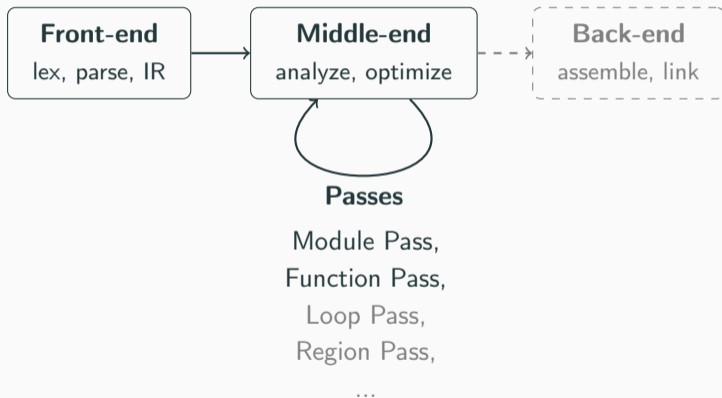 Front-end
lex, parse, IR
Middle-end
analyze, optimize
Back-end
assemble, link
Passes
Module Pass,
Function Pass,
Loop Pass,
Region Pass,
...